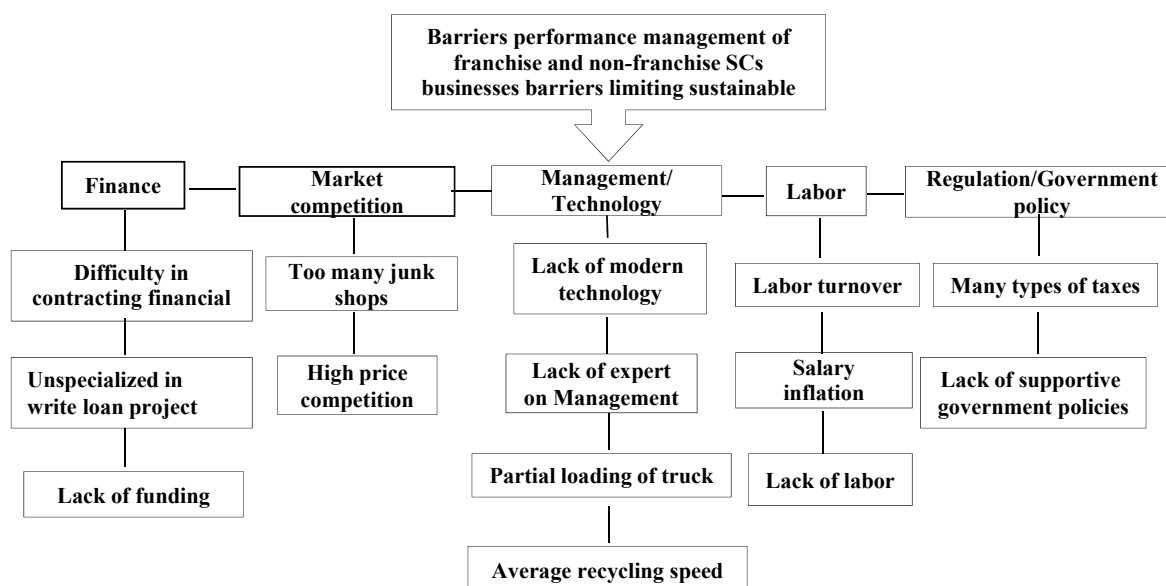 Barriers performance management of
franchise and non-franchise SCs
businesses barriers limiting sustainable
Finance
Market
competition
Management/
Technology
Labor
Regulation/Government
policy
Difficulty in
contracting financial
Too many junk
shops
Lack of modern
technology
Labor turnover
Many types of taxes
Unspecialized in
write loan project
High price
competition
Lack of expert
on Management
Salary
inflation
Lack of supportive
government policies
Lack of funding
Partial loading of truck
Lack of labor
Average recycling speed